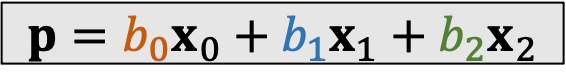 p = b₀x₀ + b₁x₁ + b₂x₂